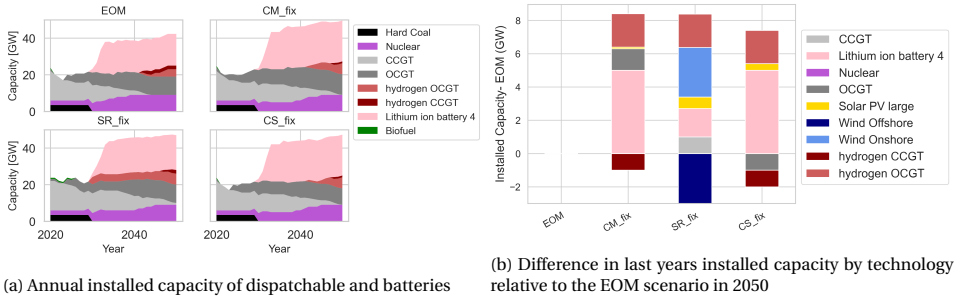 EOM
CM_fix
Capacity [GW]
40
20
0
SR_fix
CS_fix
Capacity [GW]
40
20
0
2020
2040
Year
2020
2040
Year
Hard Coal
Nuclear
CCGT
OCGT
hydrogen OCGT
hydrogen CCGT
Lithium ion battery 4
Biofuel
(a) Annual installed capacity of dispatchable and batteries
b)
Installed Capacity- EOM (GW)
8
6
4
2
0
−2
EOM
CM_fix
SR_fix
CS_fix
CCGT
Lithium ion battery 4
Nuclear
OCGT
Solar PV large
Wind Offshore
Wind Onshore
hydrogen CCGT
hydrogen OCGT
(b) Difference in last years installed capacity by technology
relative to the EOM scenario in 2050
a.